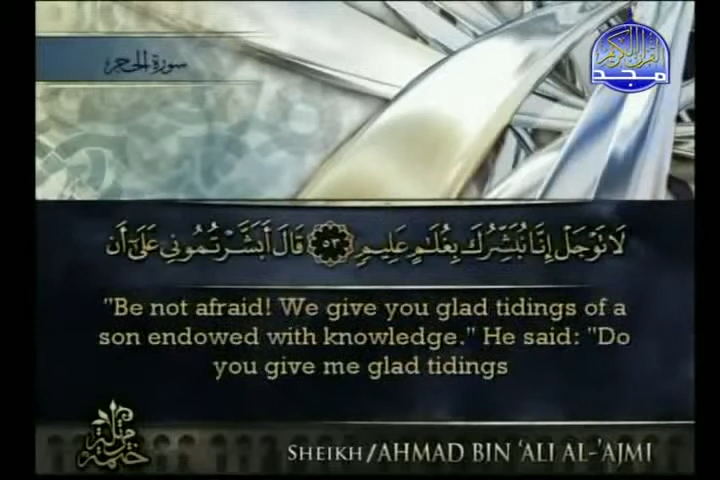 سورة الحجر
القرآن الكريم
مجد
لَا تَوْجَلْ إِنَّا نُبَشِّرُكَ بِغُلَـٰمٍ عَلِيمٍ ٥٣ قَالَ أَبَشَّرْتُمُونِي عَلَىٰٓ أَن
"Be not afraid! We give you glad tidings of a
son endowed with knowledge." He said: "Do
you give me glad tidings
SHEIKH/AHMAD BIN 'ALI AL-'AJMI